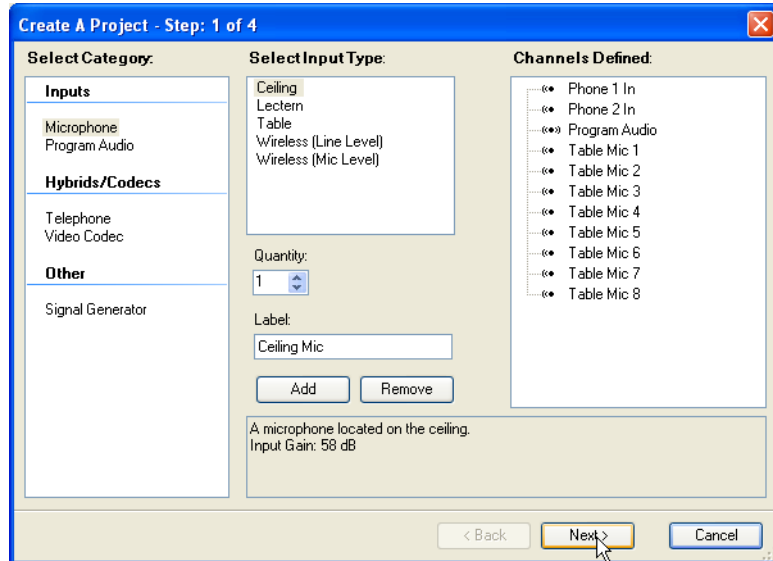 Create A Project - Step: 1 of 4
Select Category:
Inputs
Microphone
Program Audio
Hybrids/Codecs
Telephone
Video Codec
Other
Signal Generator
Select Input Type:
Ceiling
Lectern
Table
Wireless (Line Level)
Wireless (Mic Level)
Quantity:
1
Label:
Ceiling Mic
Add
Remove
Channels Defined:
Phone 1 In
Phone 2 In
Program Audio
Table Mic 1
Table Mic 2
Table Mic 3
Table Mic 4
Table Mic 5
Table Mic 6
Table Mic 7
Table Mic 8
A microphone located on the ceiling.
Input Gain: 58 dB
< Back
Next >
Cancel